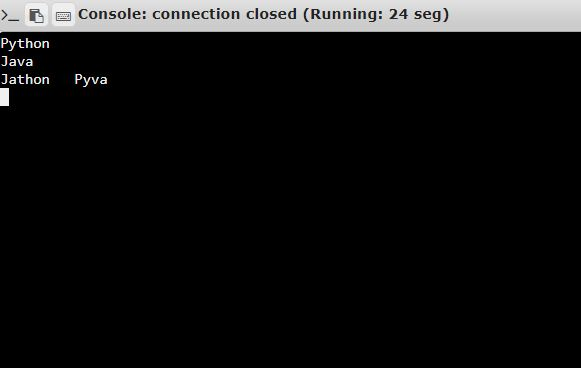 >_ Console: connection closed (Running: 24 seg)
Python
Java
Jathon   Pyva